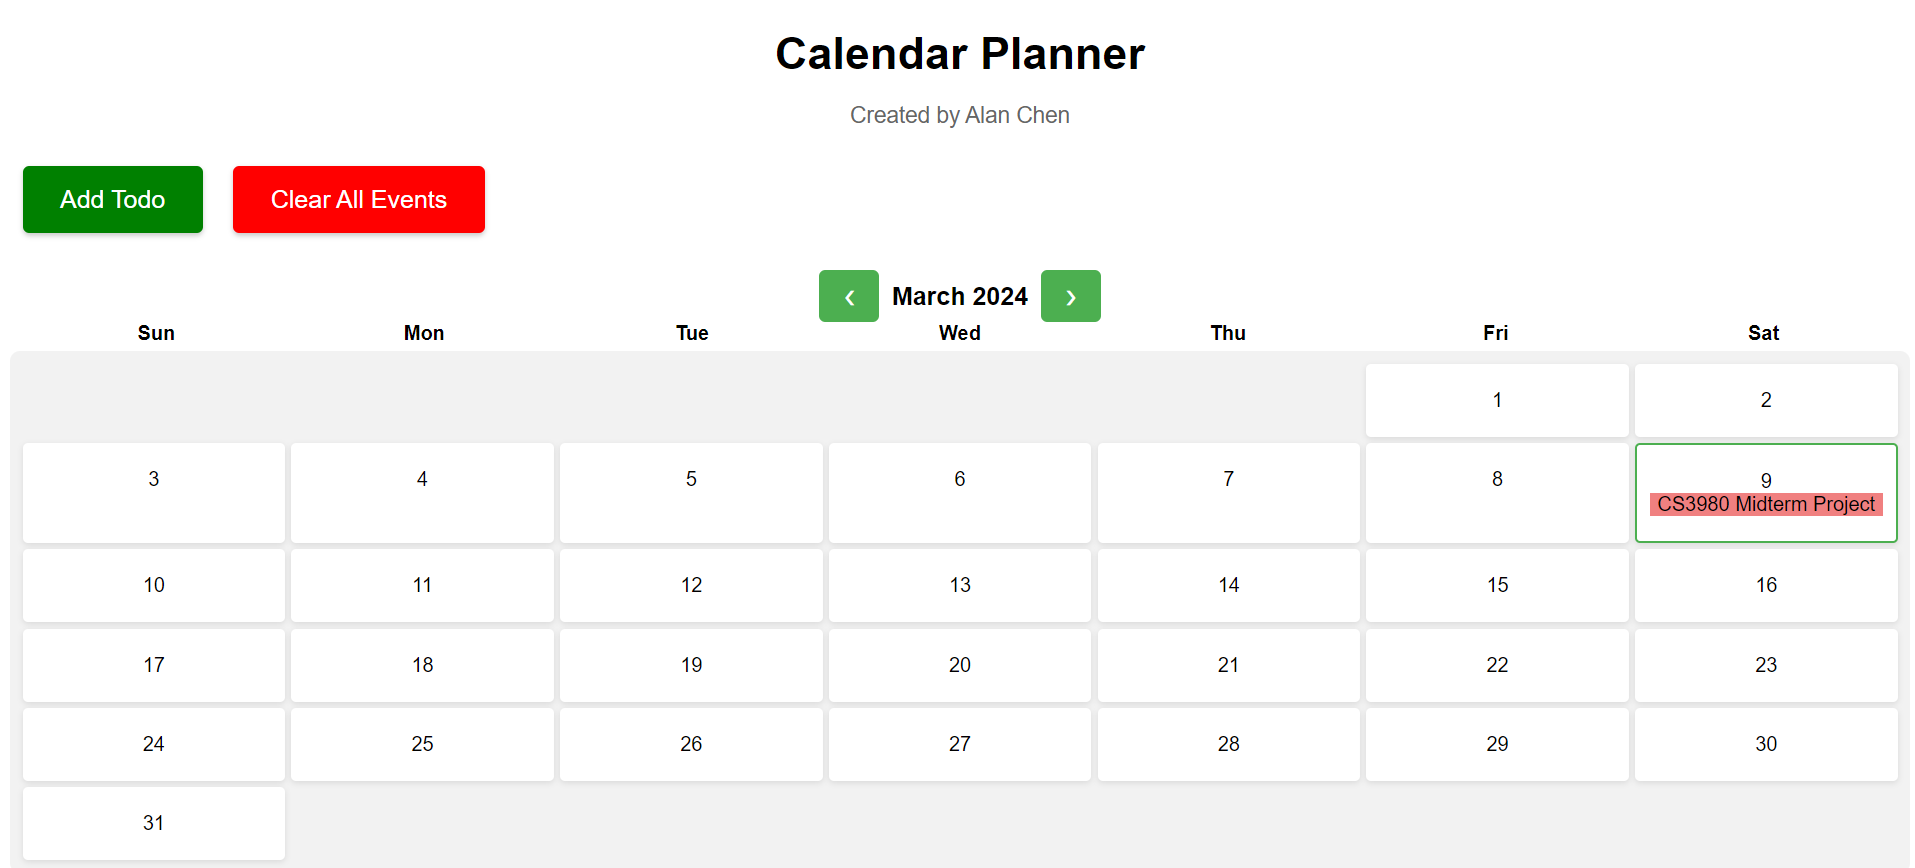 Calendar Planner
Created by Alan Chen
Add Todo Clear All Events
‹ March 2024 ›
Sun Mon Tue Wed Thu Fri Sat
1 2
3 4 5 6 7 8 9
CS3980 Midterm Project
10 11 12 13 14 15 16
17 18 19 20 21 22 23
24 25 26 27 28 29 30
31